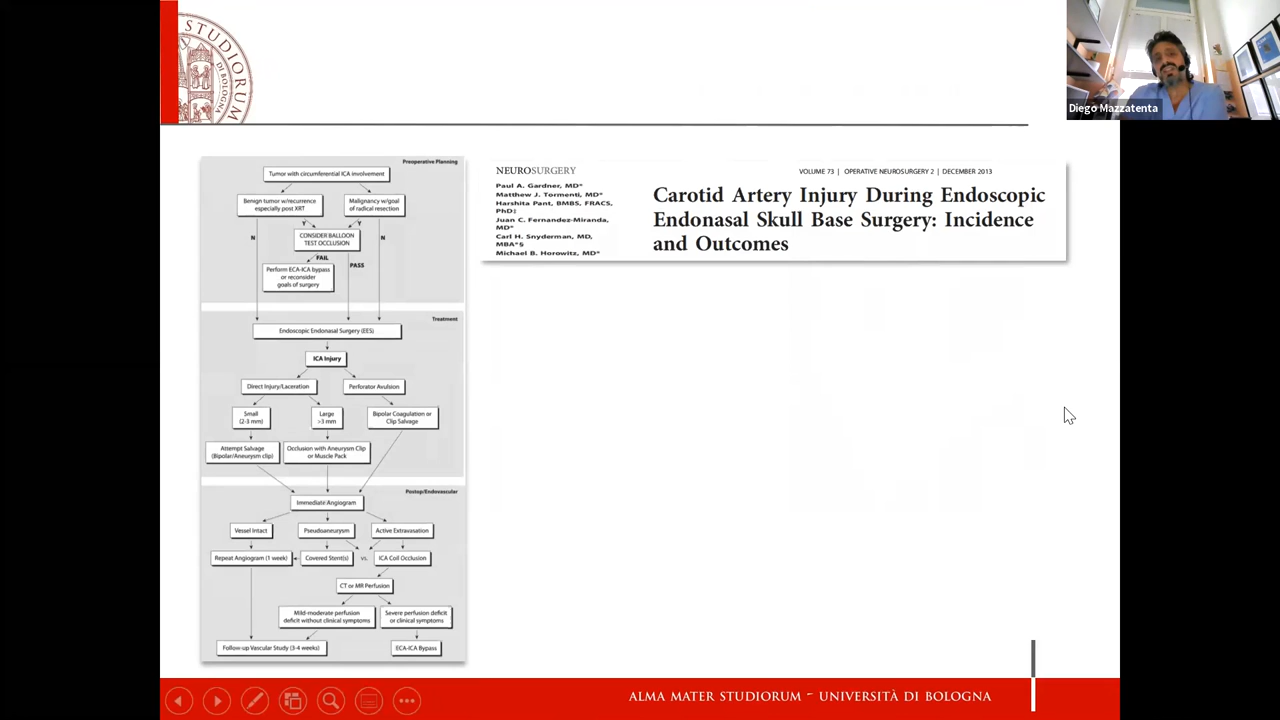 STUDIORUM
DI BOLOGNA
Diego Mazzatenta
Preoperative Planning
Tumor with circumferential ICA involvement
Benign tumor w/recurrence
especially post XRT
Malignancy w/goal
of radical resection
Y
Y
N
CONSIDER BALLOON
TEST OCCLUSION
N
FAIL
PASS
Perform ECA-ICA bypass
or reconsider
goals of surgery
Treatment
Endoscopic Endonasal Surgery (EES)
ICA Injury
Direct Injury/Laceration
Perforator Avulsion
Small
(2-3 mm)
Large
>3 mm
Bipolar Coagulation or
Clip Salvage
Attempt Salvage
(Bipolar/Aneurysm clip)
Occlusion with Aneurysm Clip
or Muscle Pack
Postop/Endovascular
Immediate Angiogram
Vessel Intact
Pseudoaneurysm
Active Extravasation
Repeat Angiogram (1 week)
Covered Stent(s)
vs.
ICA Coil Occlusion
CT or MR Perfusion
Mild-moderate perfusion
deficit without clinical symptoms
Severe perfusion deficit
or clinical symptoms
Follow-up Vascular Study (3-4 weeks)
ECA-ICA Bypass
NEUROSURGERY
VOLUME 73 | OPERATIVE NEUROSURGERY 2 | DECEMBER 2013
Paul A. Gardner, MD*
Matthew J. Tormenti, MD*
Harshita Pant, BMBS, FRACS,
PhD‡
Juan C. Fernandez-Miranda,
MD*
Carl H. Snyderman, MD,
MBA*§
Michael B. Horowitz, MD*
Carotid Artery Injury During Endoscopic
Endonasal Skull Base Surgery: Incidence
and Outcomes
ALMA MATER STUDIORUM ~ UNIVERSITÀ DI BOLOGNA